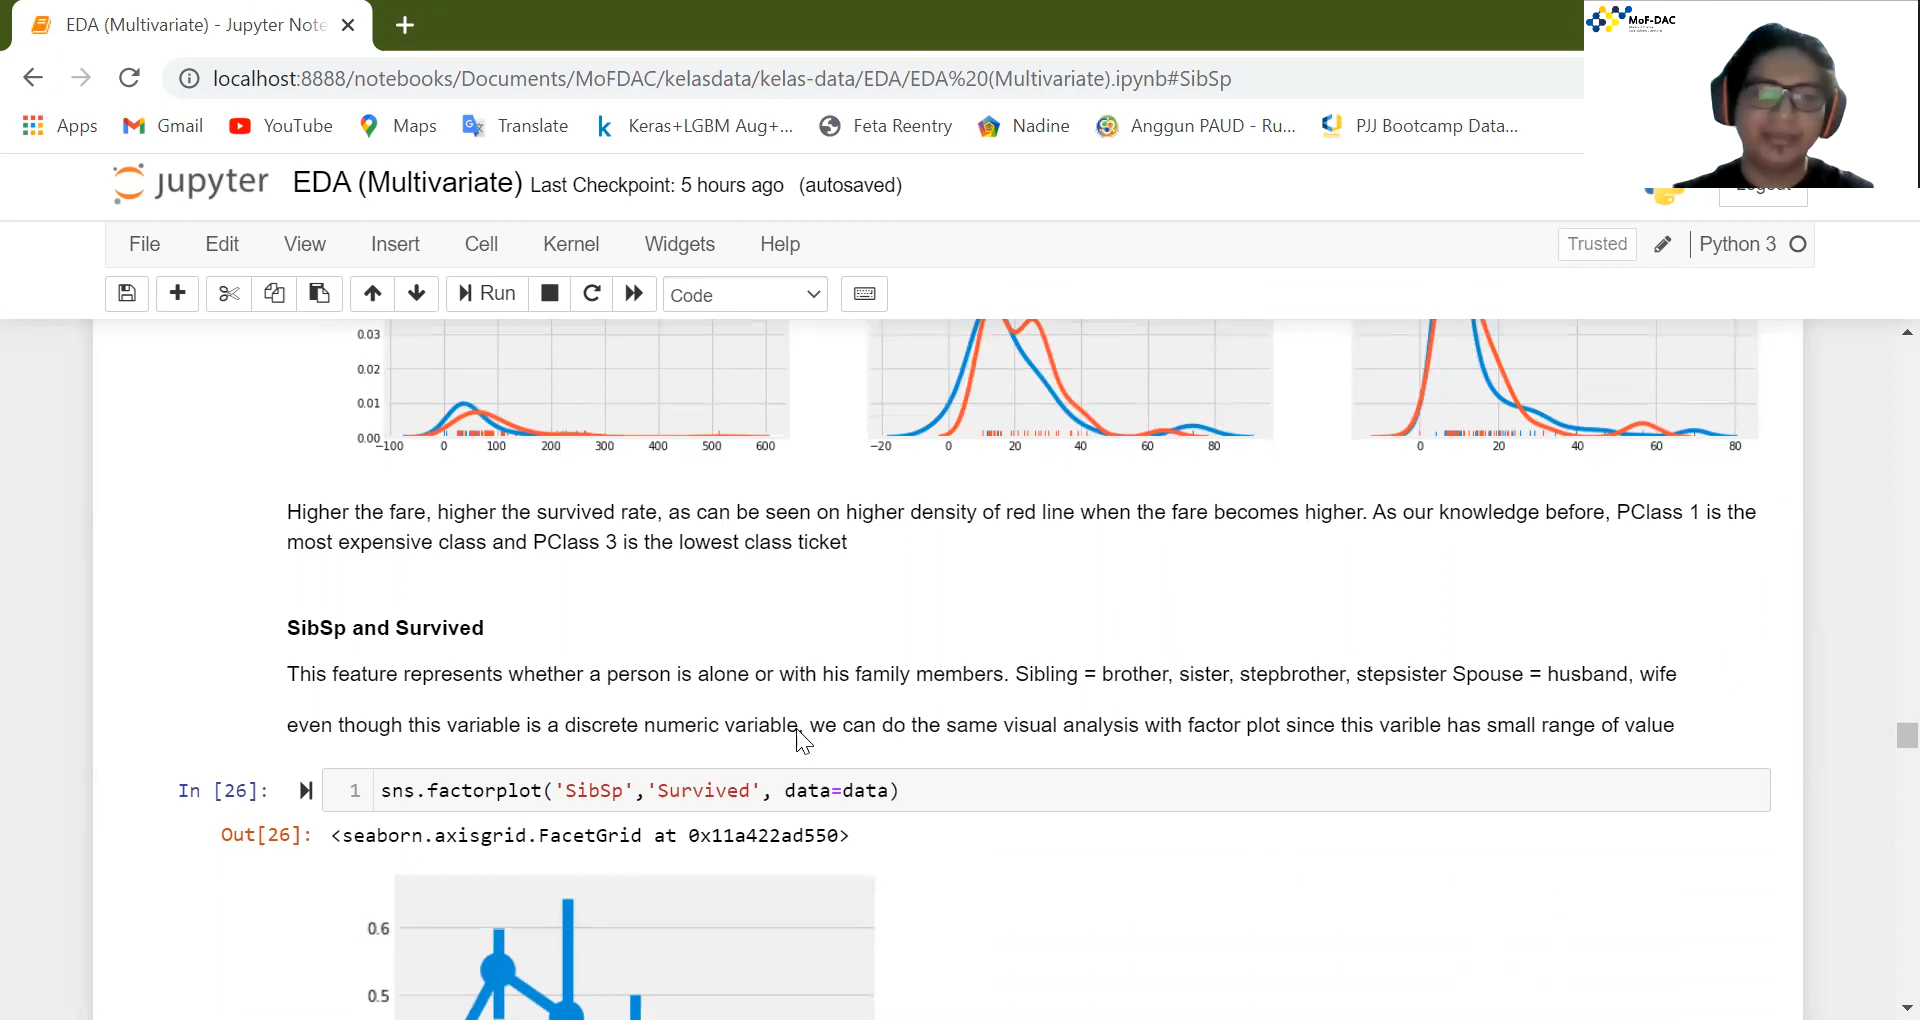 EDA (Multivariate) - Jupyter Note
MoF-DAC
localhost:8888/notebooks/Documents/MoFDAC/kelasdata/kelas-data/EDA/EDA%20(Multivariate).ipynb#SibSp
Apps Gmail YouTube Maps Translate Keras+LGBM Aug+... Feta Reentry Nadine Anggun PAUD - Ru... PJJ Bootcamp Data...
jupyter EDA (Multivariate) Last Checkpoint: 5 hours ago (autosaved)
File Edit View Insert Cell Kernel Widgets Help Trusted Python 3
Run Code
0.03
0.02
0.01
0.00
−100 0 100 200 300 400 500 600 −20 0 20 40 60 80 0 20 40 60 80
Higher the fare, higher the survived rate, as can be seen on higher density of red line when the fare becomes higher. As our knowledge before, PClass 1 is the
most expensive class and PClass 3 is the lowest class ticket
SibSp and Survived
This feature represents whether a person is alone or with his family members. Sibling = brother, sister, stepbrother, stepsister Spouse = husband, wife
even though this variable is a discrete numeric variable, we can do the same visual analysis with factor plot since this varible has small range of value
In [26]: 1 sns.factorplot('SibSp','Survived', data=data)
Out[26]: <seaborn.axisgrid.FacetGrid at 0x11a422ad550>
0.6
0.5